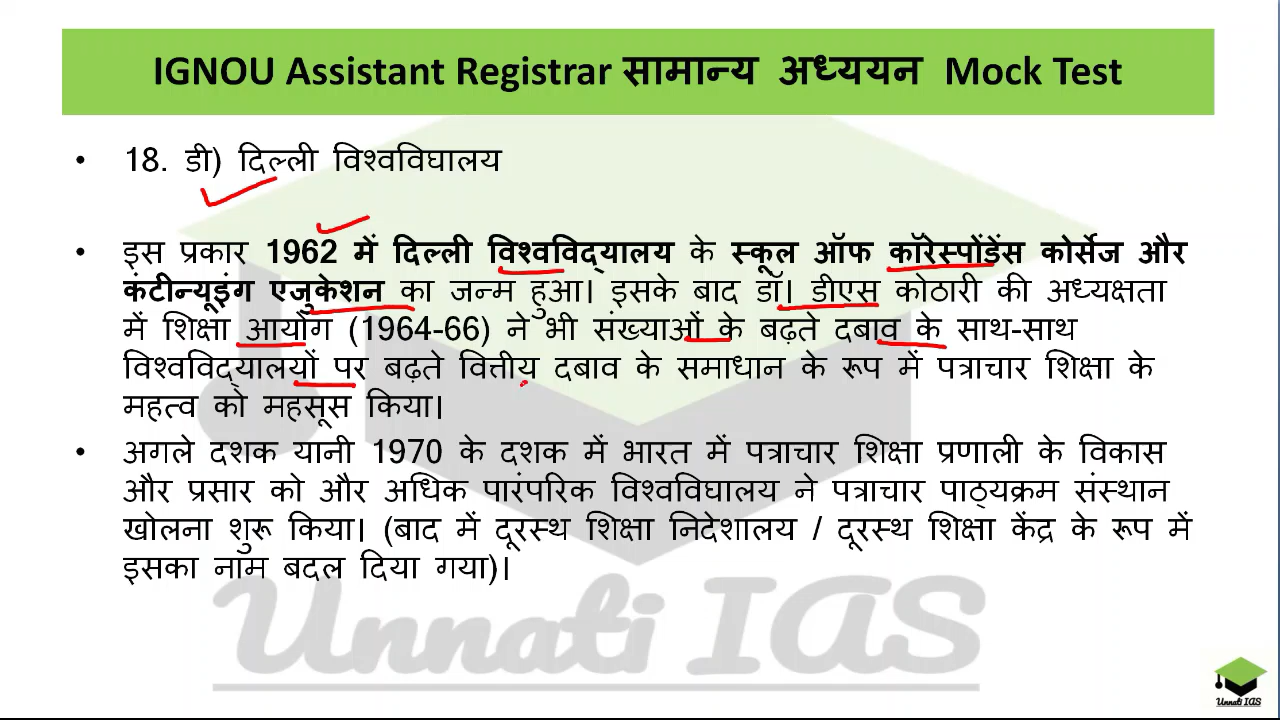 IGNOU Assistant Registrar सामान्य अध्ययन Mock Test
• 18. डी) दिल्ली विश्वविघालय
• इस प्रकार 1962 में दिल्ली विश्वविद्यालय के स्कूल ऑफ कॉरेस्पोंडेंस कोर्सेज और
कंटीन्यूइंग एजुकेशन का जन्म हुआ। इसके बाद डॉ। डीएस कोठारी की अध्यक्षता
में शिक्षा आयोग (1964-66) ने भी संख्याओं के बढ़ते दबाव के साथ-साथ
विश्वविद्यालयों पर बढ़ते वित्तीय दबाव के समाधान के रूप में पत्राचार शिक्षा के
महत्व को महसूस किया।
• अगले दशक यानी 1970 के दशक में भारत में पत्राचार शिक्षा प्रणाली के विकास
और प्रसार को और अधिक पारंपरिक विश्वविघालय ने पत्राचार पाठ्यक्रम संस्थान
खोलना शुरू किया। (बाद में दूरस्थ शिक्षा निदेशालय / दूरस्थ शिक्षा केंद्र के रूप में
इसका नाम बदल दिया गया)।
Unnati IAS
Unnati IAS